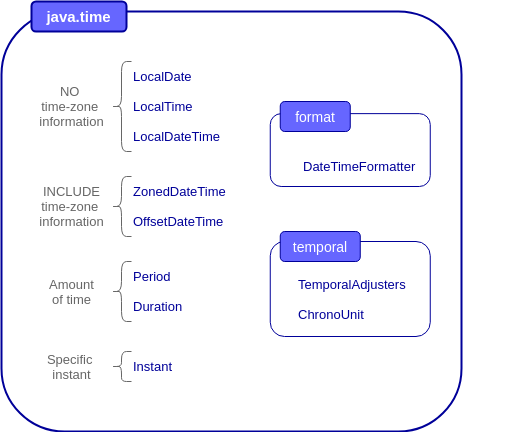 java.time
NO
time-zone
information
LocalDate
LocalTime
LocalDateTime
INCLUDE
time-zone
information
ZonedDateTime
OffsetDateTime
Amount
of time
Period
Duration
Specific
instant
Instant
format
DateTimeFormatter
temporal
TemporalAdjusters
ChronoUnit